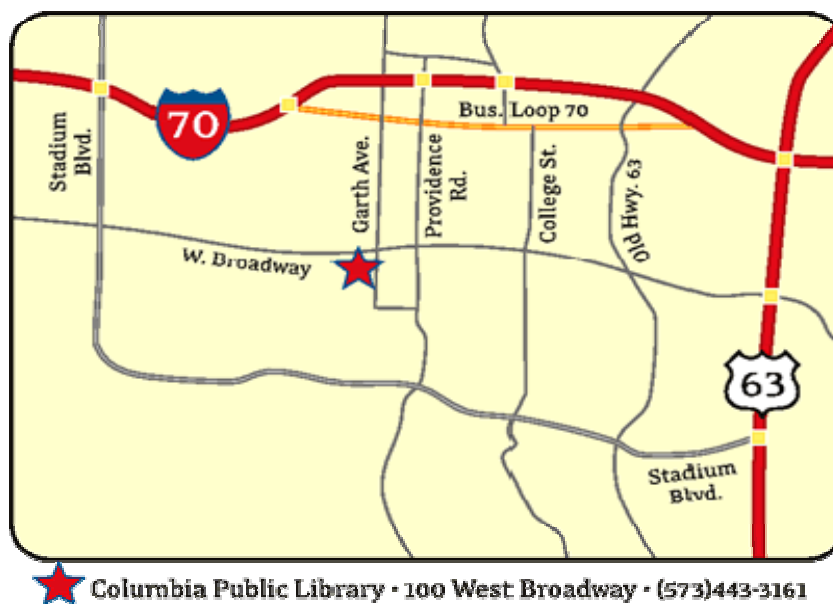 Stadium
Blvd.
70
Bus. Loop 70
Garth Ave.
Providence
Rd.
College St.
Old Hwy. 63
W. Broadway
63
Stadium
Blvd.
Columbia Public Library • 100 West Broadway • (573)443-3161